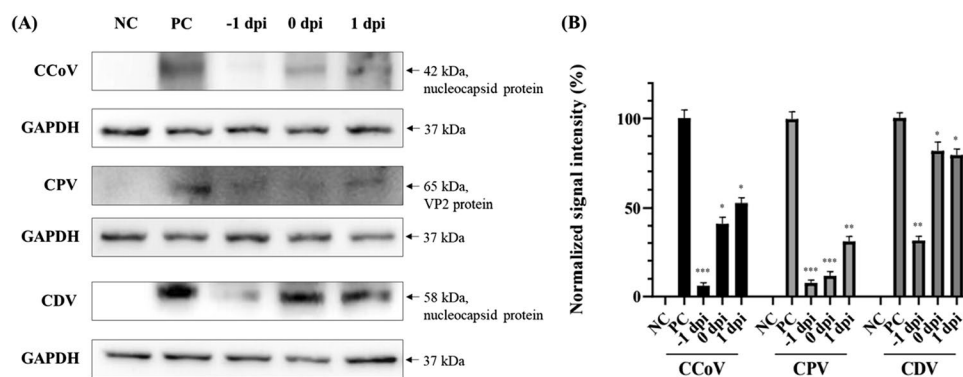 (A)
NC PC -1 dpi 0 dpi 1 dpi
CCoV
42 kDa,
nucleocapsid protein
GAPDH
37 kDa
CPV
65 kDa,
VP2 protein
GAPDH
37 kDa
CDV
58 kDa,
nucleocapsid protein
GAPDH
37 kDa
(B)
Normalized signal intensity (%)
100
50
0
*** * *
*** *** **
** * *
NC PC -1 dpi 0 dpi 1 dpi NC PC -1 dpi 0 dpi 1 dpi NC PC -1 dpi 0 dpi 1 dpi
CCoV CPV CDV